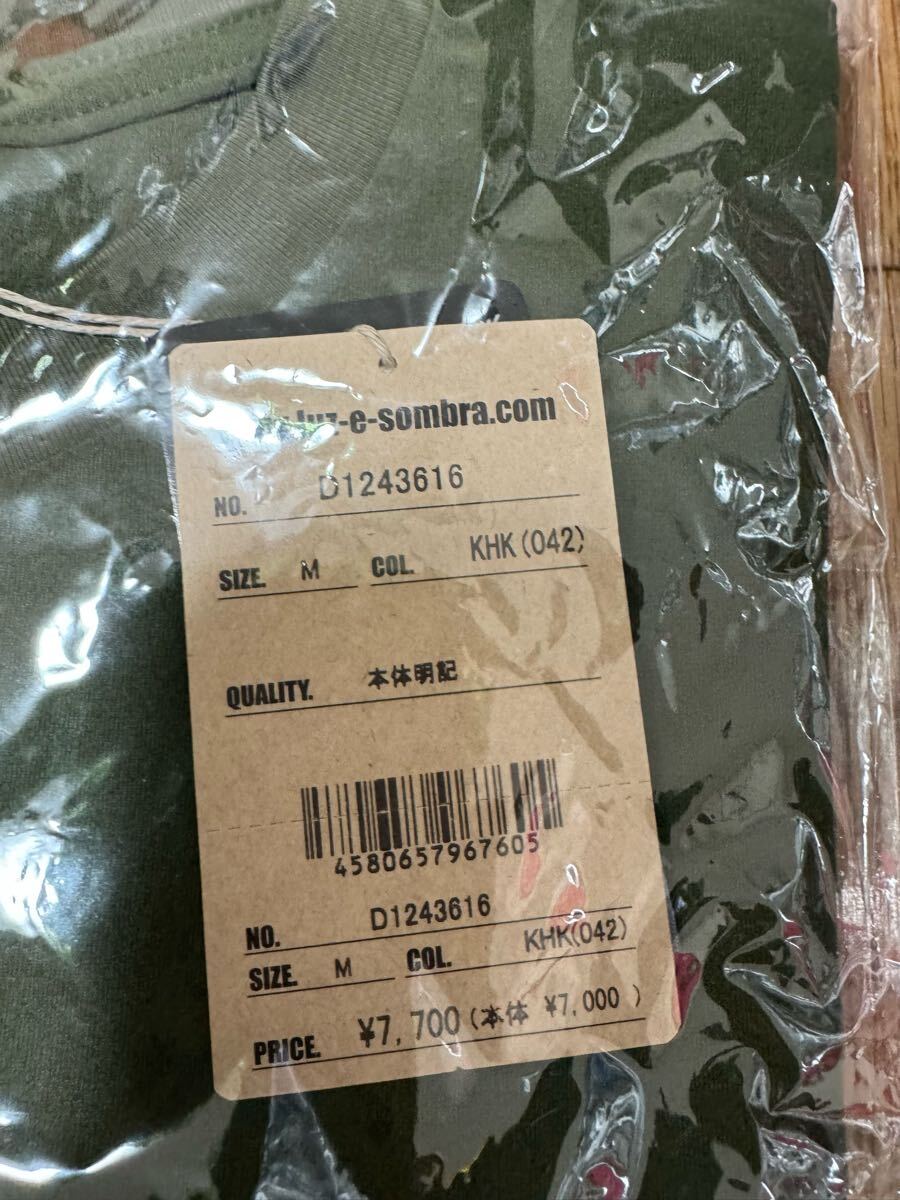 luz-e-sombra.com
NO. D1243616
SIZE. M COL. KHK(042)
QUALITY. 本体明記
4580657967605
NO. D1243616
SIZE. M COL. KHK(042)
PRICE. ¥7,700(本体 ¥7,000 )